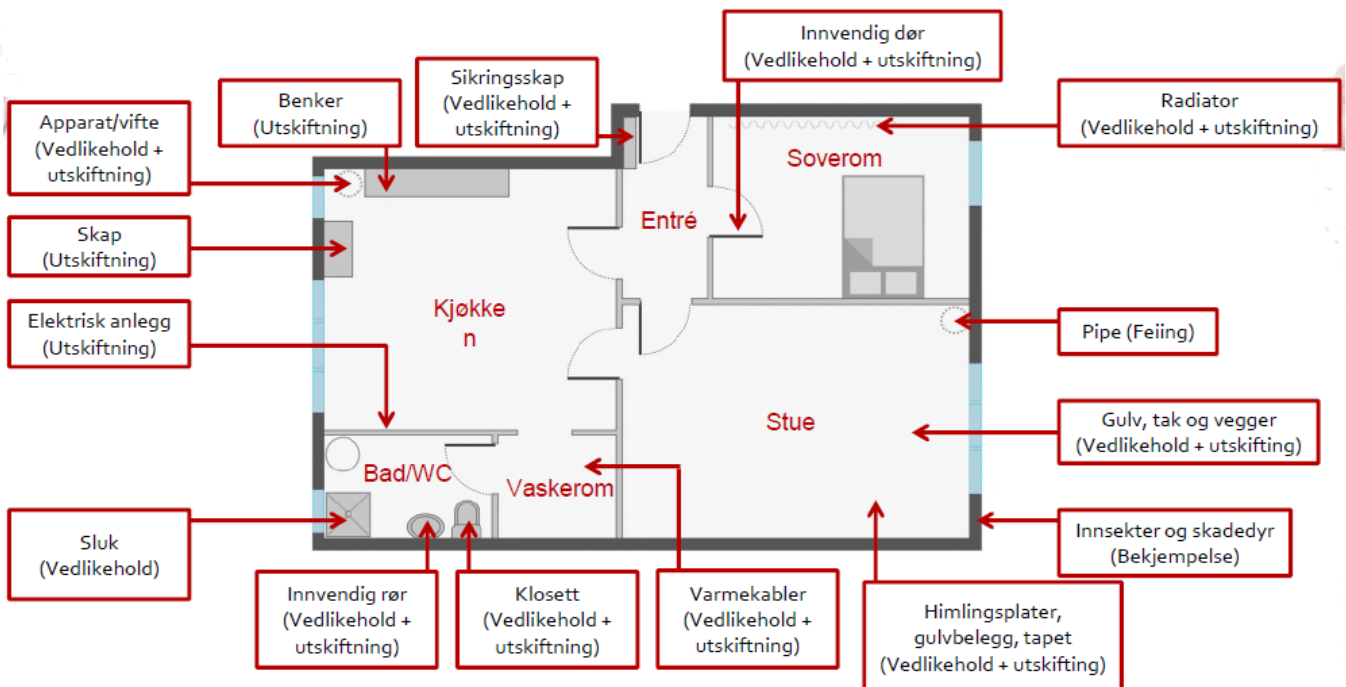 Innvendig dør
(Vedlikehold + utskiftning)
Sikringsskap
(Vedlikehold +
utskiftning)
Benker
(Utskiftning)
Radiator
(Vedlikehold + utskiftning)
Apparat/vifte
(Vedlikehold +
utskiftning)
Soverom
Entré
Skap
(Utskiftning)
Kjøkke
n
Elektrisk anlegg
(Utskiftning)
Pipe (Feiing)
Stue
Gulv, tak og vegger
(Vedlikehold + utskifting)
Bad/WC
Vaskerom
Sluk
(Vedlikehold)
Innsekter og skadedyr
(Bekjempelse)
Innvendig rør
(Vedlikehold +
utskiftning)
Klosett
(Vedlikehold +
utskiftning)
Varmekabler
(Vedlikehold +
utskiftning)
Himlingsplater,
gulvbelegg, tapet
(Vedlikehold + utskifting)